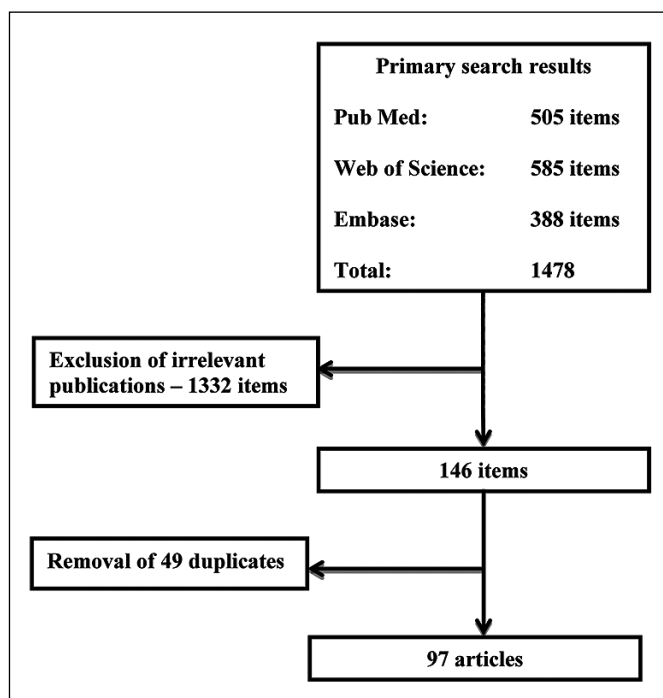 Primary search results
Pub Med: 505 items
Web of Science: 585 items
Embase: 388 items
Total: 1478
Exclusion of irrelevant
publications – 1332 items
146 items
Removal of 49 duplicates
97 articles